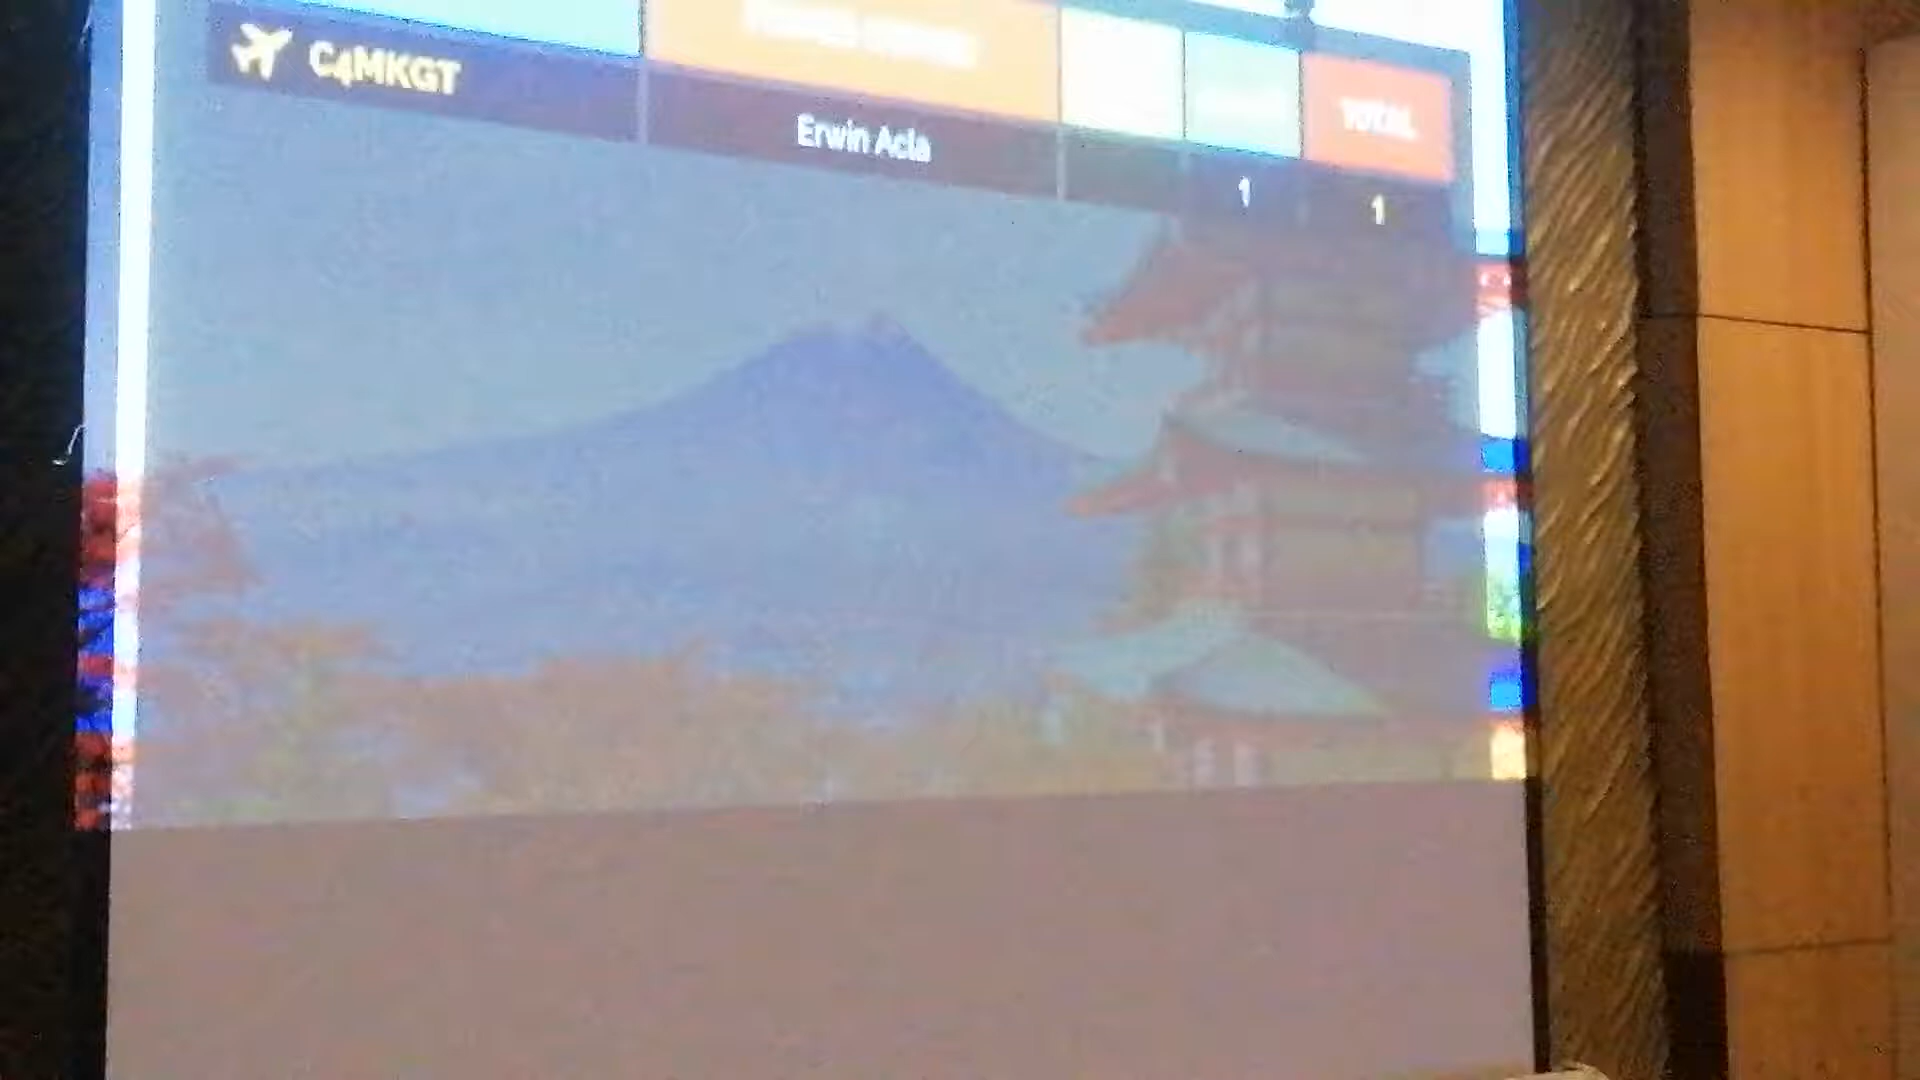 TOTAL
C4MKGT
Erwin Acla
1
1